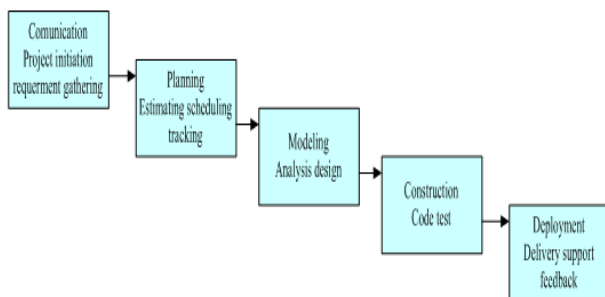 Comunication
Project initiation
requerment gathering
Planning
Estimating scheduling
tracking
Modeling
Analysis design
Construction
Code test
Deployment
Delivery support
feedback